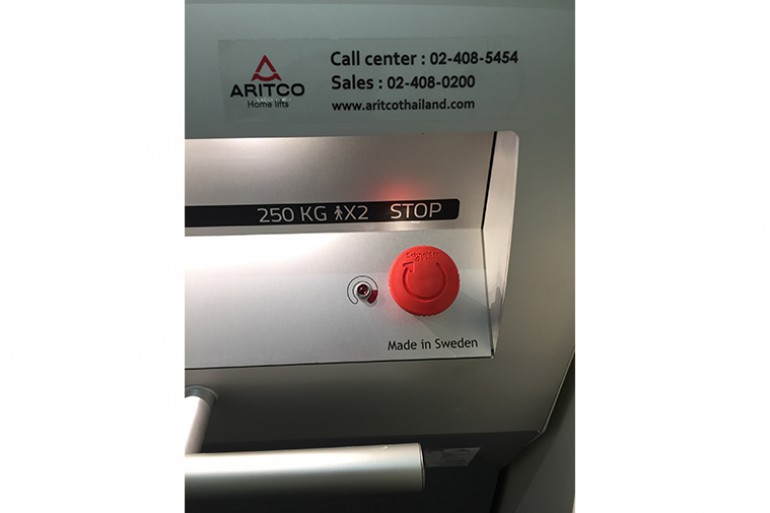 ARITCO
Home lifts
Call center : 02-408-5454
Sales : 02-408-0200
www.aritcothailand.com
250 KG X2 STOP
Made in Sweden